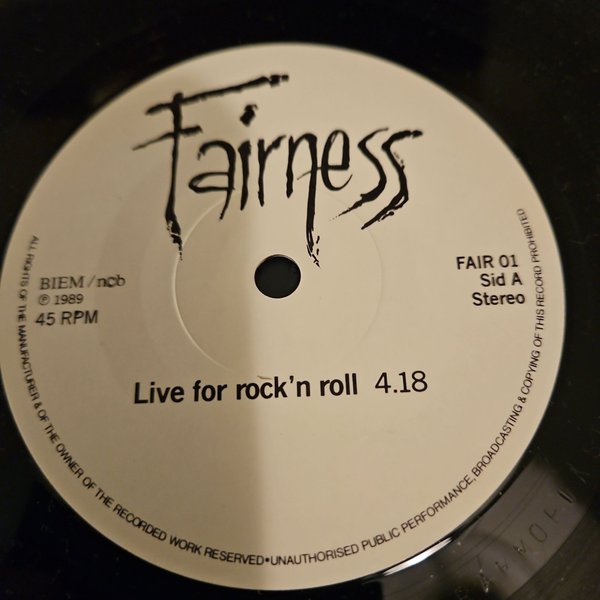 Fairness
BIEM/ncb
℗ 1989
45 RPM
FAIR 01
Sid A
Stereo
Live for rock'n roll 4.18
ALL RIGHTS OF THE MANUFACTURER & OF THE OWNER OF THE RECORDED WORK RESERVED•UNAUTHORISED PUBLIC PERFORMANCE, BROADCASTING & COPYING OF THIS RECORD PROHIBITED